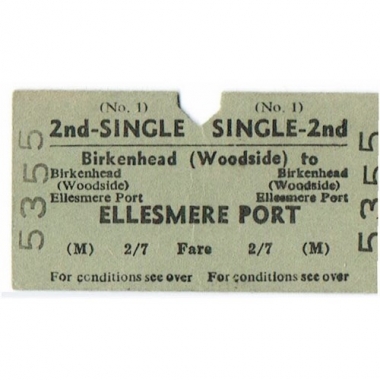 (No. 1) (No. 1)
2nd-SINGLE SINGLE-2nd
Birkenhead (Woodside) to
Birkenhead Birkenhead
(Woodside) (Woodside)
Ellesmere Port Ellesmere Port
ELLESMERE PORT
(M) 2/7 Fare 2/7 (M)
For conditions see over For conditions see over
5355
5355